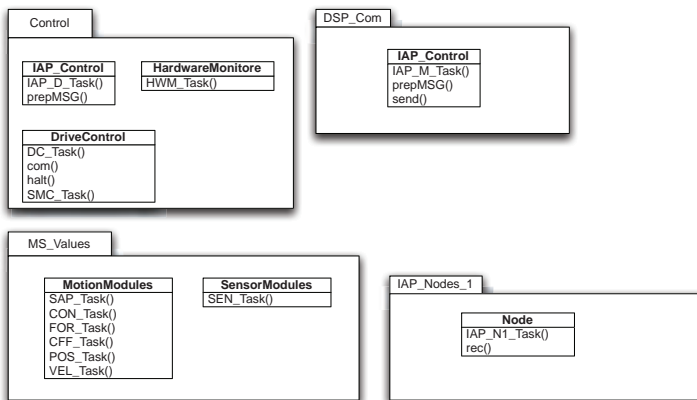 Control
IAP_Control
IAP_D_Task()
prepMSG()
HardwareMonitore
HWM_Task()
DriveControl
DC_Task()
com()
halt()
SMC_Task()
DSP_Com
IAP_Control
IAP_M_Task()
prepMSG()
send()
MS_Values
MotionModules
SAP_Task()
CON_Task()
FOR_Task()
CFF_Task()
POS_Task()
VEL_Task()
SensorModules
SEN_Task()
IAP_Nodes_1
Node
IAP_N1_Task()
rec()